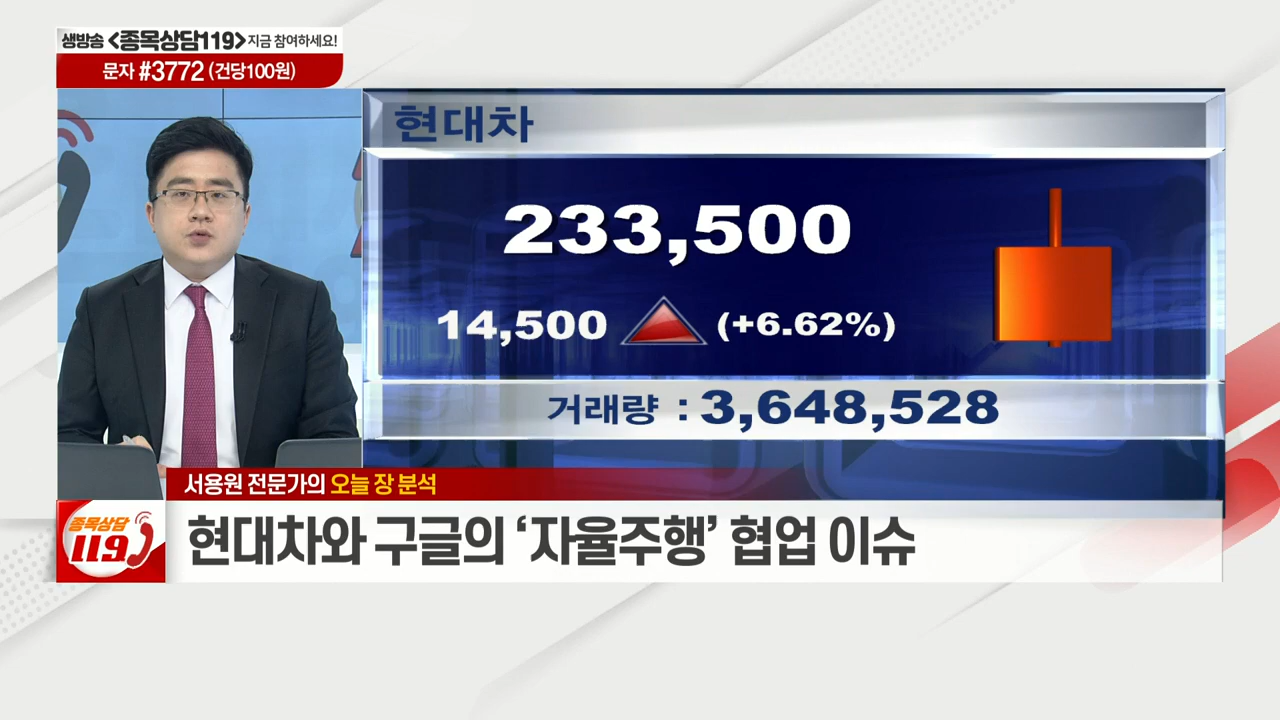 생방송 <종목상담119> 지금 참여하세요!
문자 #3772 (건당100원)
현대차
233,500
14,500 ▲ (+6.62%)
거래량 : 3,648,528
서용원 전문가의 오늘 장 분석
종목상담
119
현대차와 구글의 ‘자율주행’ 협업 이슈